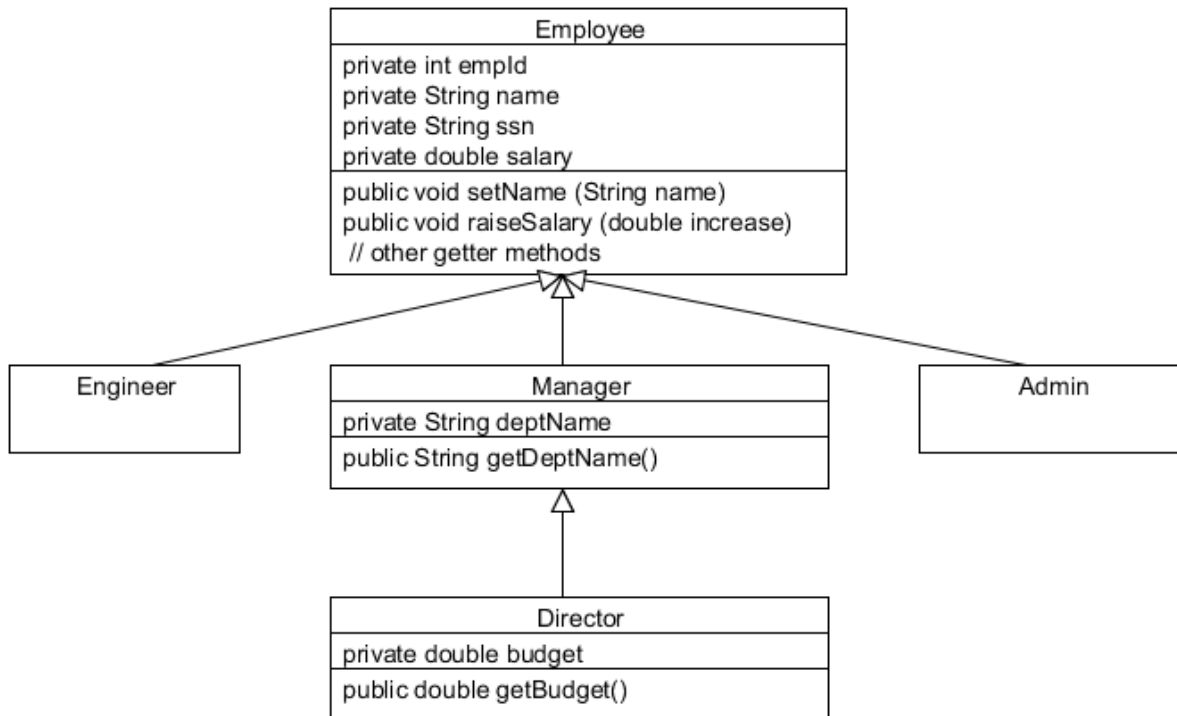 Employee
private int empId
private String name
private String ssn
private double salary
public void setName (String name)
public void raiseSalary (double increase)
// other getter methods
Engineer
Manager
private String deptName
public String getDeptName()
Admin
Director
private double budget
public double getBudget()